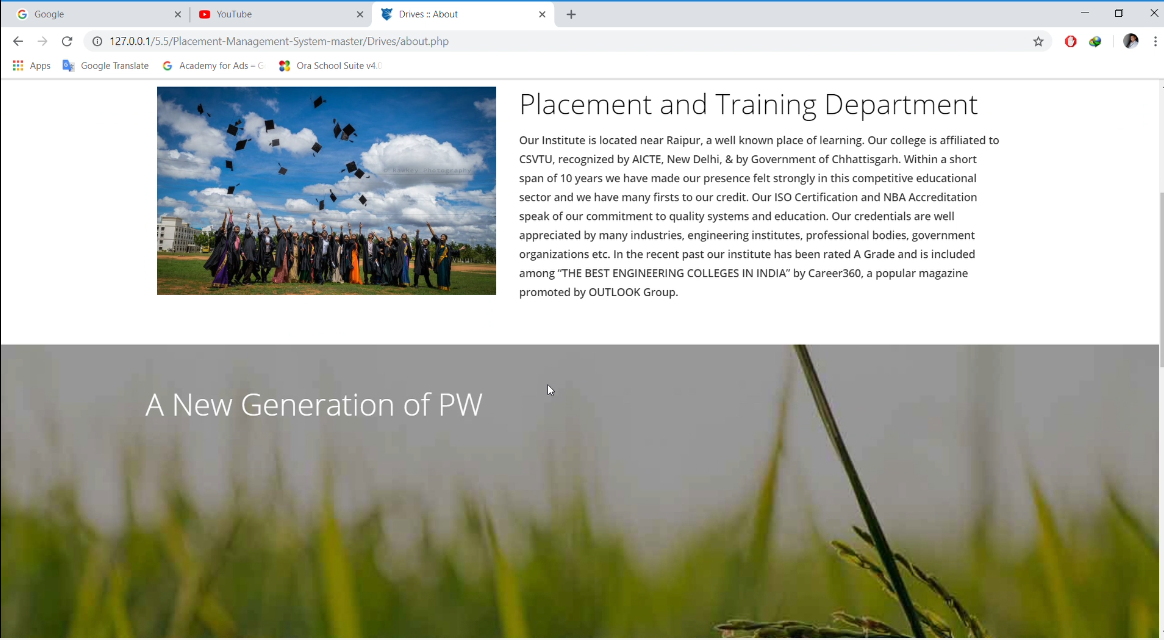 Google
YouTube
Drives :: About
127.0.0.1/5.5/Placement-Management-System-master/Drives/about.php
Apps
Google Translate
Academy for Ads – G
Ora School Suite v4.0
Placement and Training Department
Our Institute is located near Raipur, a well known place of learning. Our college is affiliated to
CSVTU, recognized by AICTE, New Delhi, & by Government of Chhattisgarh. Within a short
span of 10 years we have made our presence felt strongly in this competitive educational
sector and we have many firsts to our credit. Our ISO Certification and NBA Accreditation
speak of our commitment to quality systems and education. Our credentials are well
appreciated by many industries, engineering institutes, professional bodies, government
organizations etc. In the recent past our institute has been rated A Grade and is included
among “THE BEST ENGINEERING COLLEGES IN INDIA” by Career360, a popular magazine
promoted by OUTLOOK Group.
A New Generation of PW